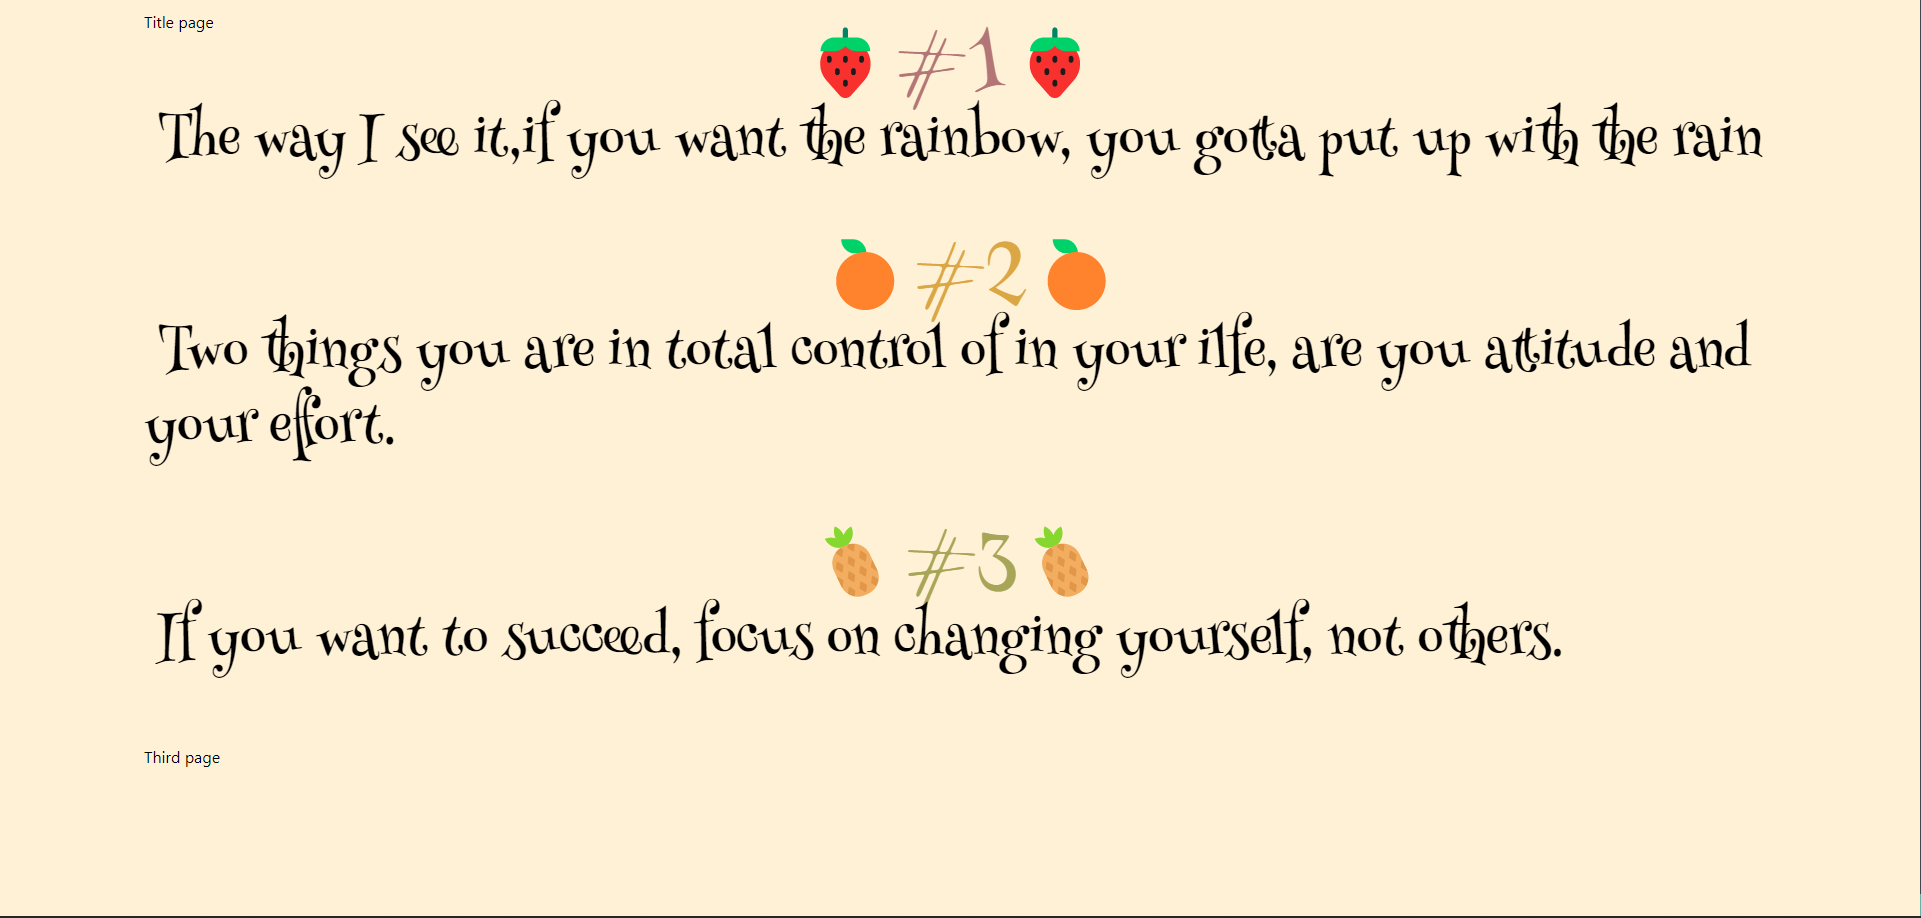 Title page
#1
The way I see it,if you want the rainbow, you gotta put up with the rain
#2
Two things you are in total control of in your ilfe, are you attitude and
your effort.
#3
If you want to succeed, focus on changing yourself, not others.
Third page